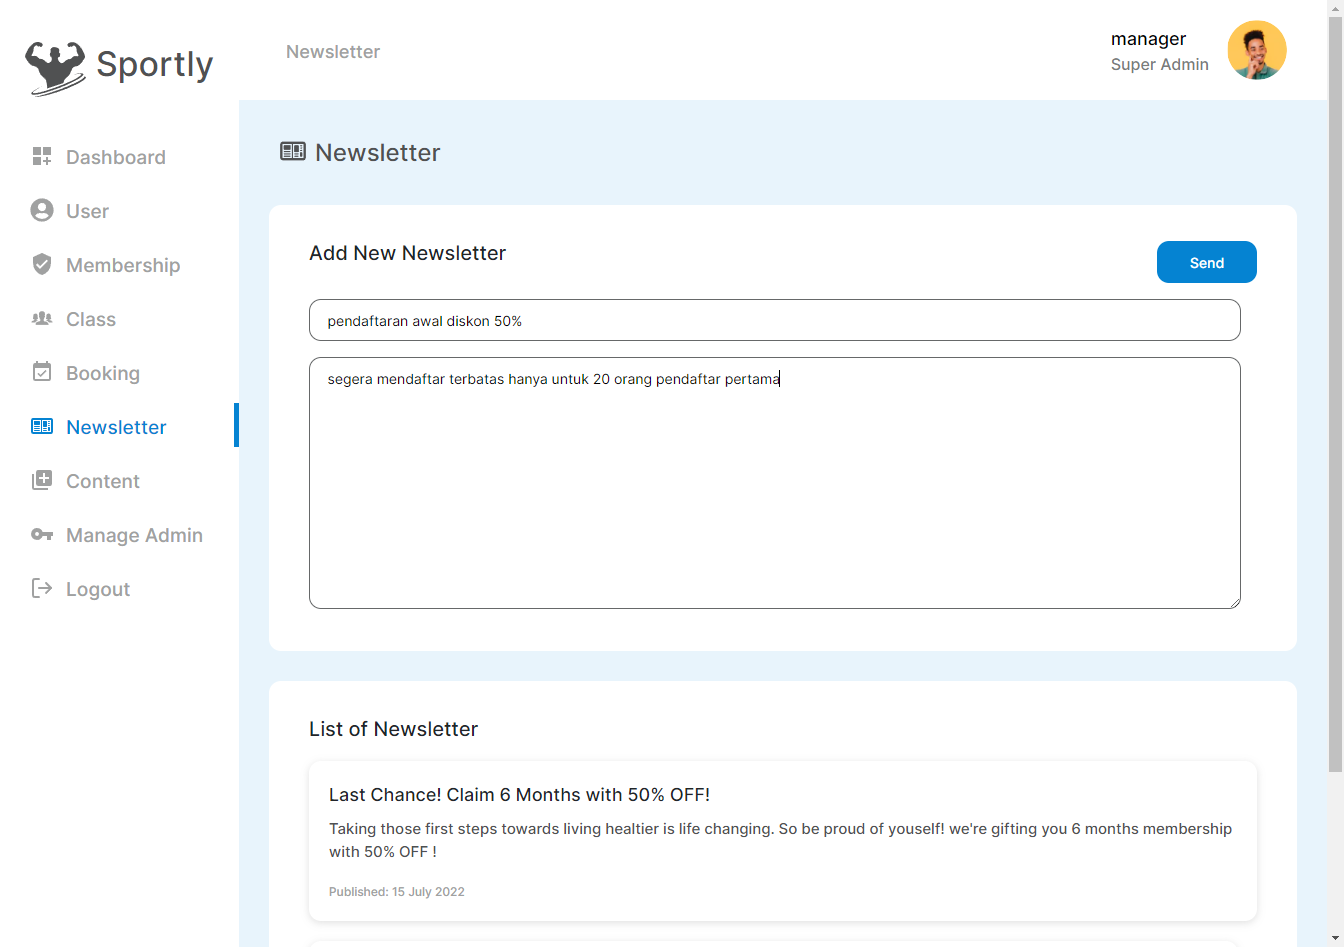 Sportly
Newsletter
manager
Super Admin
Dashboard
User
Membership
Class
Booking
Newsletter
Content
Manage Admin
Logout
Newsletter
Add New Newsletter
Send
pendaftaran awal diskon 50%
segera mendaftar terbatas hanya untuk 20 orang pendaftar pertama
List of Newsletter
Last Chance! Claim 6 Months with 50% OFF!
Taking those first steps towards living healtier is life changing. So be proud of youself! we're gifting you 6 months membership
with 50% OFF !
Published: 15 July 2022